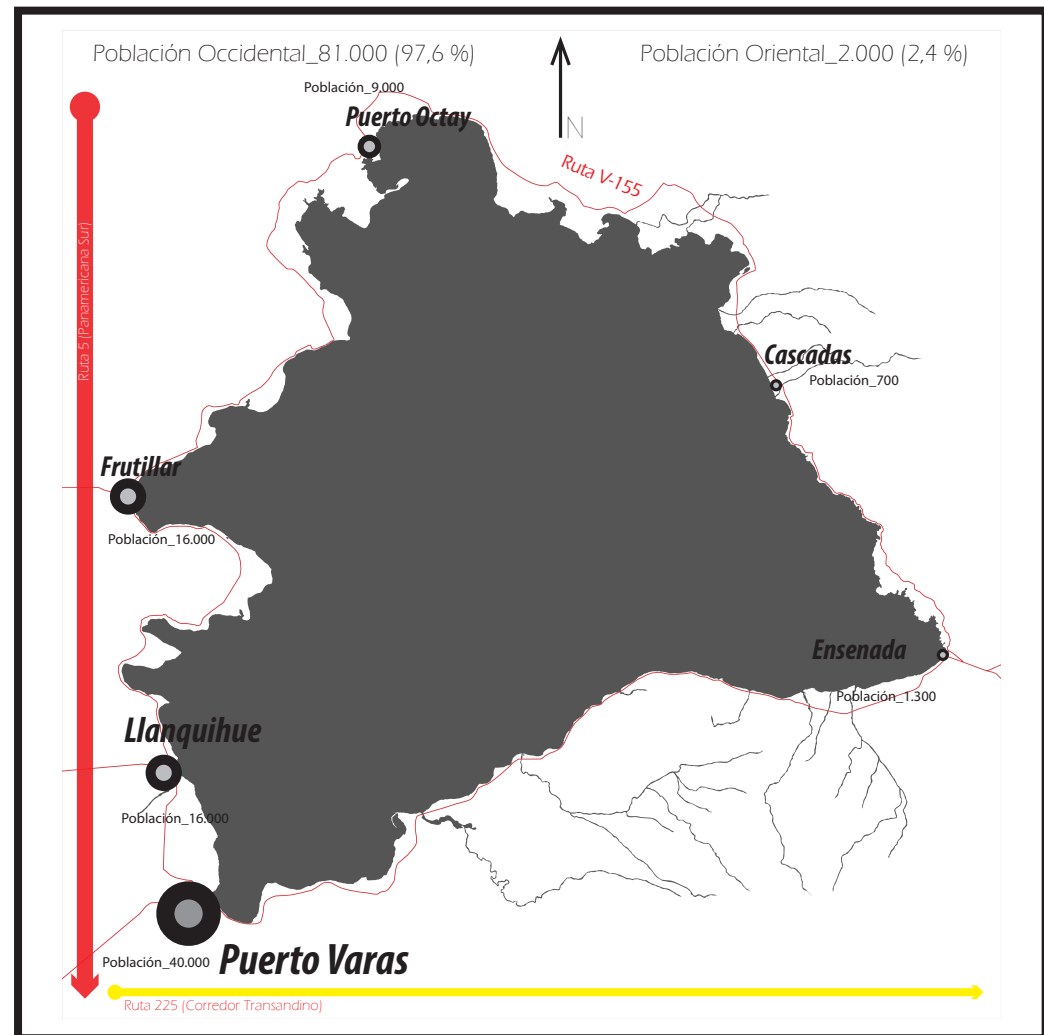 Población Occidental_81.000 (97,6 %)
Población Oriental_2.000 (2,4 %)
Población_9.000
Puerto Octay
N
Ruta V-155
Ruta 5 (Panamericana Sur)
Cascadas
Población_700
Frutillar
Población_16.000
Ensenada
Población_1.300
Llanquihue
Población_16.000
Población_40.000
Puerto Varas
Ruta 225 (Corredor Transandino)